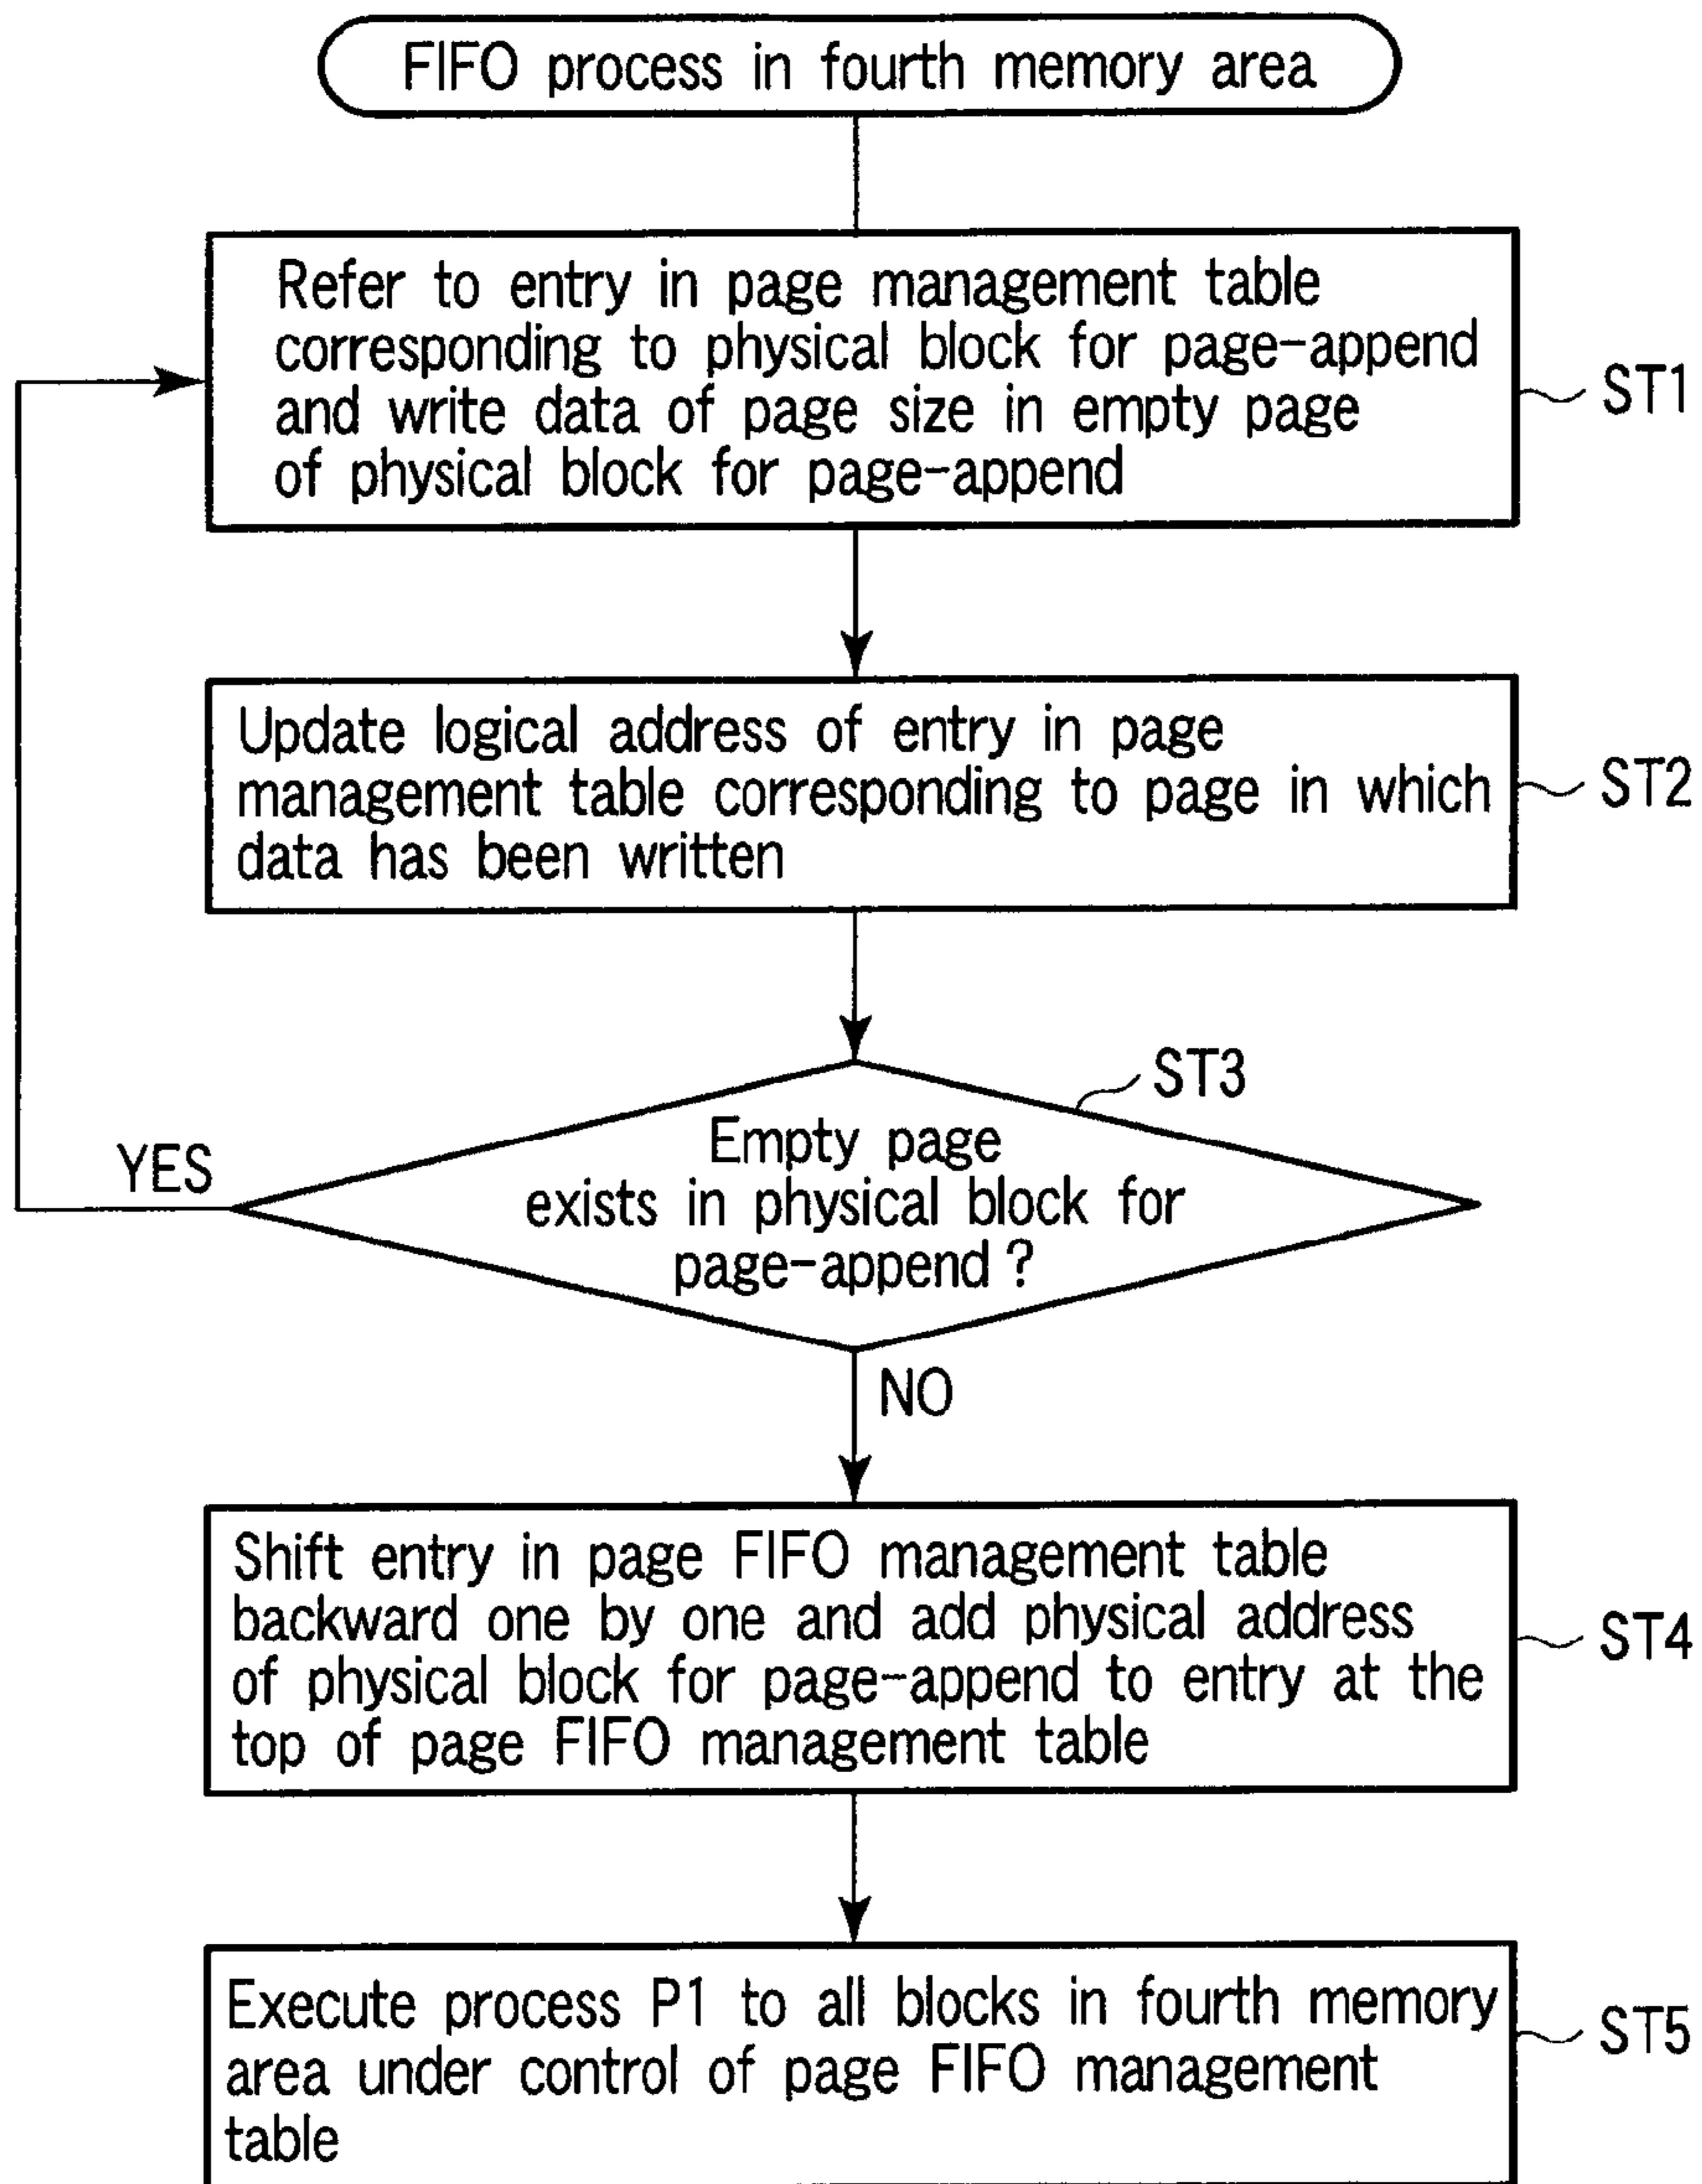 FIFO process in fourth memory area
Refer to entry in page management table
corresponding to physical block for page-append
and write data of page size in empty page
of physical block for page-append
ST1
Update logical address of entry in page
management table corresponding to page in which
data has been written
ST2
ST3
Empty page
exists in physical block for
page-append ?
YES
NO
Shift entry in page FIFO management table
backward one by one and add physical address
of physical block for page-append to entry at the
top of page FIFO management table
ST4
Execute process P1 to all blocks in fourth memory
area under control of page FIFO management
table
ST5